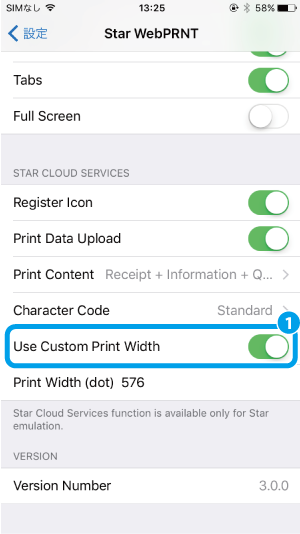 SIMなし 13:25 58%
設定 Star WebPRNT
Tabs
Full Screen
STAR CLOUD SERVICES
Register Icon
Print Data Upload
Print Content Receipt + Information + Q...
Character Code Standard
1
Use Custom Print Width
Print Width (dot) 576
Star Cloud Services function is available only for Star
emulation.
VERSION
Version Number 3.0.0